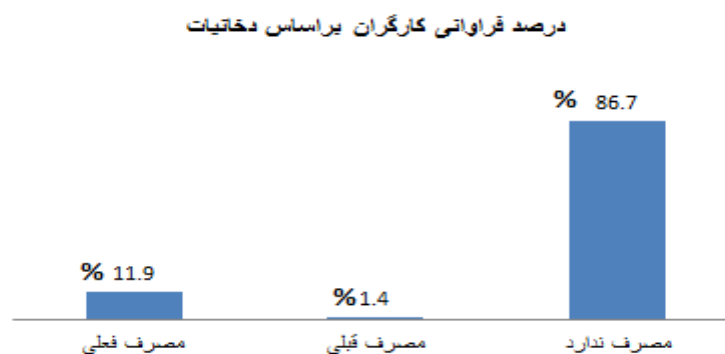 درصد فراوانی کارگران براساس دخانیات
% 86.7
% 11.9
%1.4
مصرف ندارد
مصرف قبلی
مصرف فعلی